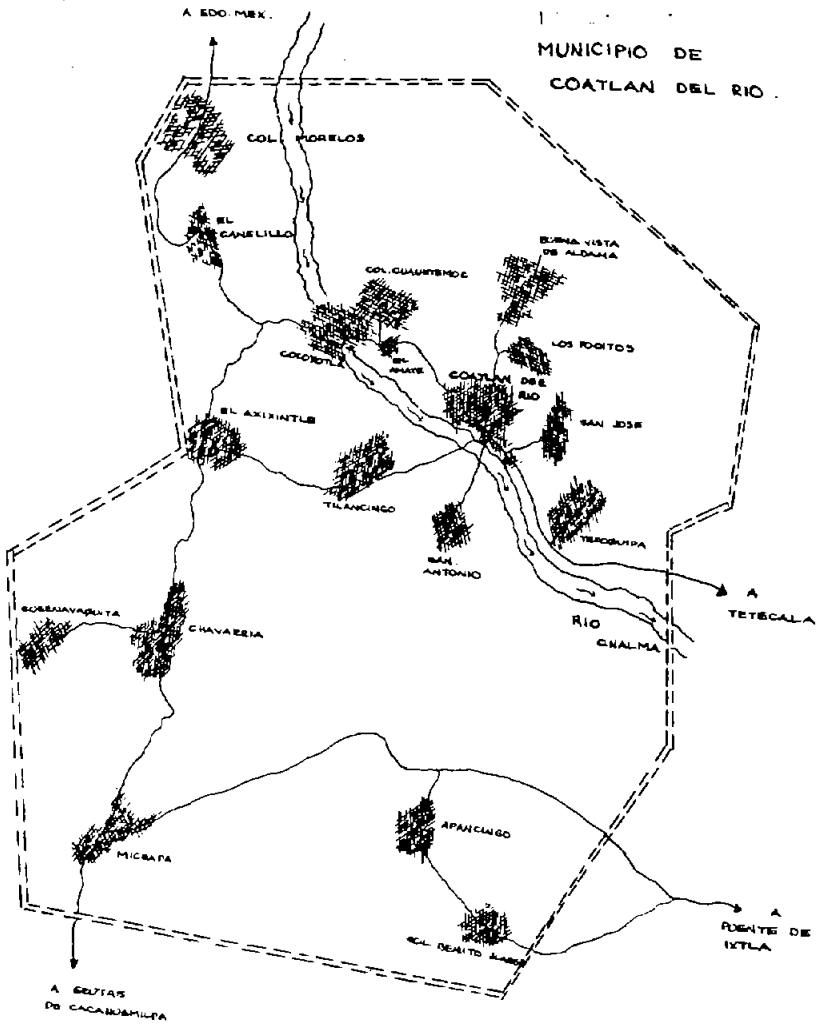 A EDO. MEX.
MUNICIPIO DE
COATLAN DEL RIO.
COL. MORELOS
EL
CANELILLO
BUENA VISTA
DE ALDAMA
COL. CUAUHTEMOC
LOS POCITOS
COCOYOTLA
EL
AMATE
COATLAN DEL
RIO
SAN JOSE
EL AXIXINTLE
TILANCINGO
SAN
ANTONIO
A
TETECALA
RIO
CHALMA
CHAVARRIA
MICHAPA
APANCINGO
COL. BENITO JUAREZ
A
PUENTE DE
IXTLA
A GRUTAS
DE CACAHUAMILPA